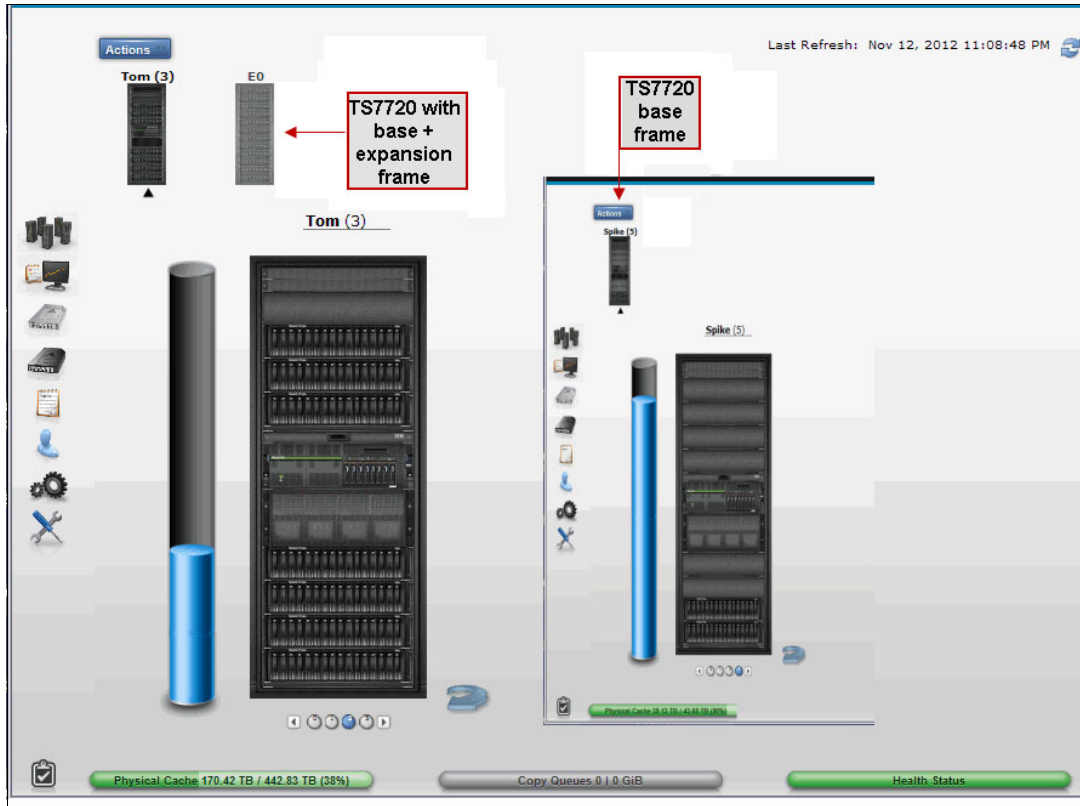 Actions
Last Refresh: Nov 12, 2012 11:08:48 PM
Tom (3)
E0
TS7720 with
base +
expansion
frame
TS7720
base
frame
Actions
Spike (5)
Tom (3)
Spike (5)
Physical Cache 170.42 TB / 442.83 TB (38%)
Copy Queues 0 | 0 GiB
Health Status